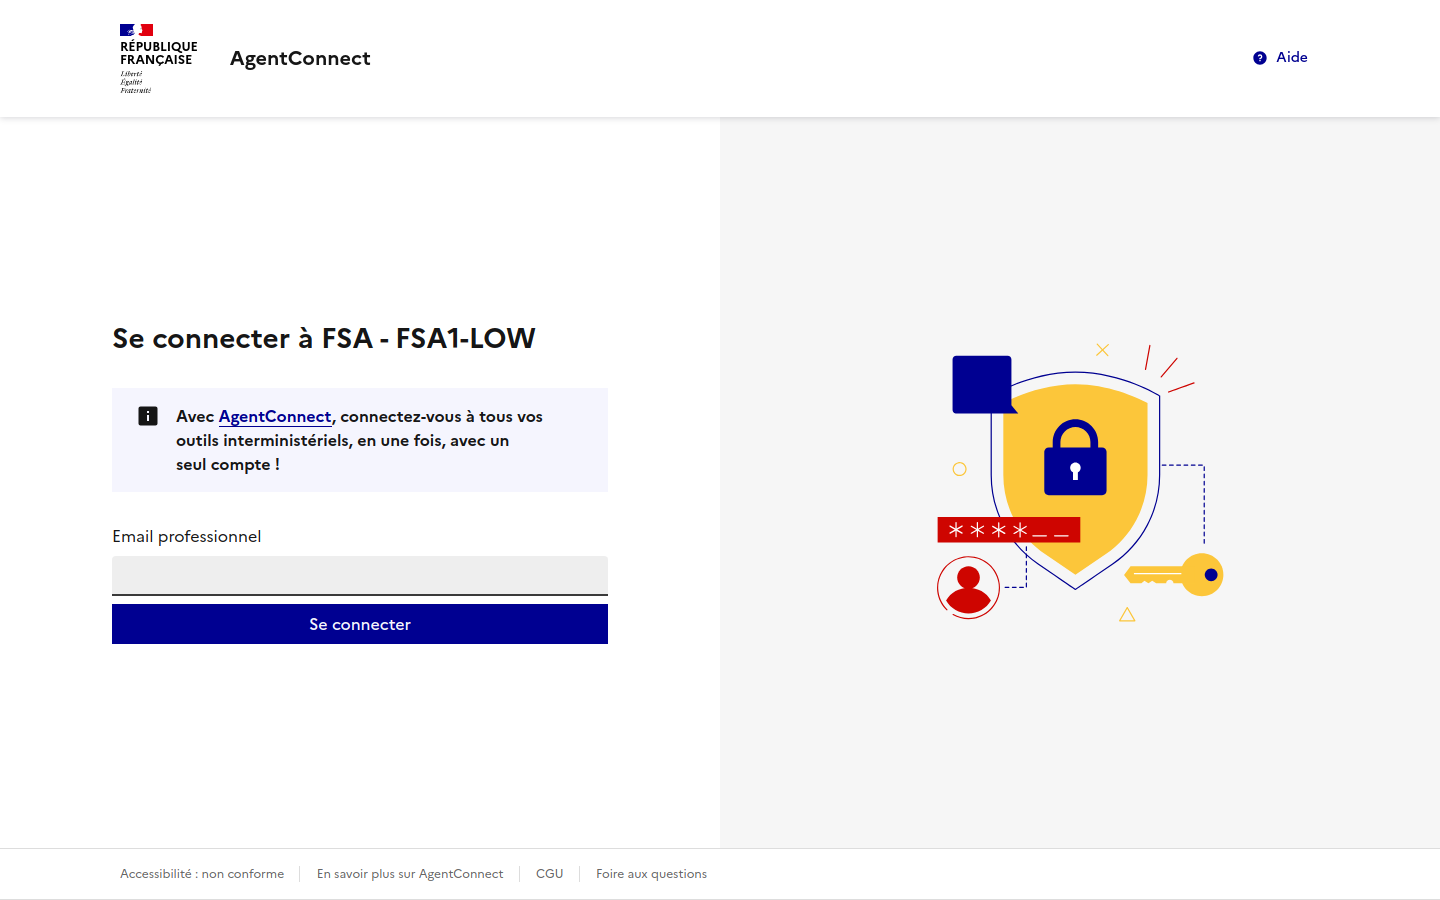 RÉPUBLIQUE
FRANÇAISE
Liberté
Égalité
Fraternité
AgentConnect
Aide
Se connecter à FSA - FSA1-LOW
Avec AgentConnect, connectez-vous à tous vos
outils interministériels, en une fois, avec un
seul compte !
Email professionnel
Se connecter
Accessibilité : non conforme
En savoir plus sur AgentConnect
CGU
Foire aux questions